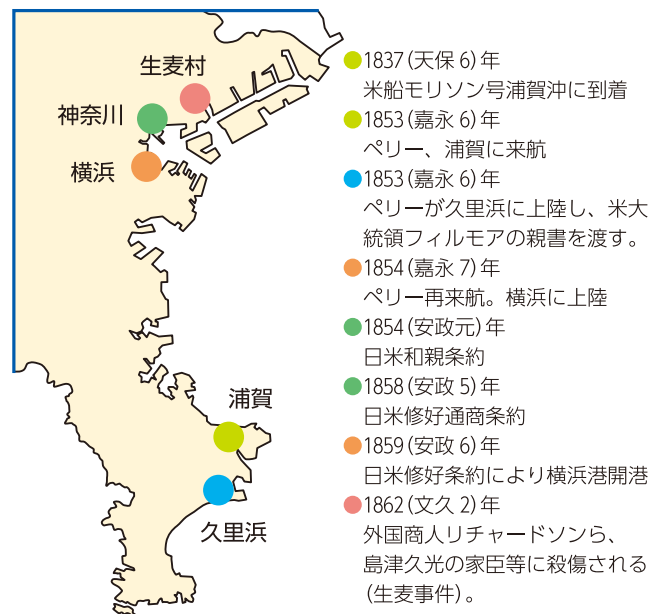 生麦村
神奈川
横浜
浦賀
久里浜
1837(天保 6)年
米船モリソン号浦賀沖に到着
1853(嘉永 6)年
ペリー、浦賀に来航
1853(嘉永 6)年
ペリーが久里浜に上陸し、米大
統領フィルモアの親書を渡す。
1854(嘉永 7)年
ペリー再来航。横浜に上陸
1854(安政元)年
日米和親条約
1858(安政 5)年
日米修好通商条約
1859(安政 6)年
日米修好条約により横浜港開港
1862(文久 2)年
外国商人リチャードソンら、
島津久光の家臣等に殺傷される
(生麦事件)。